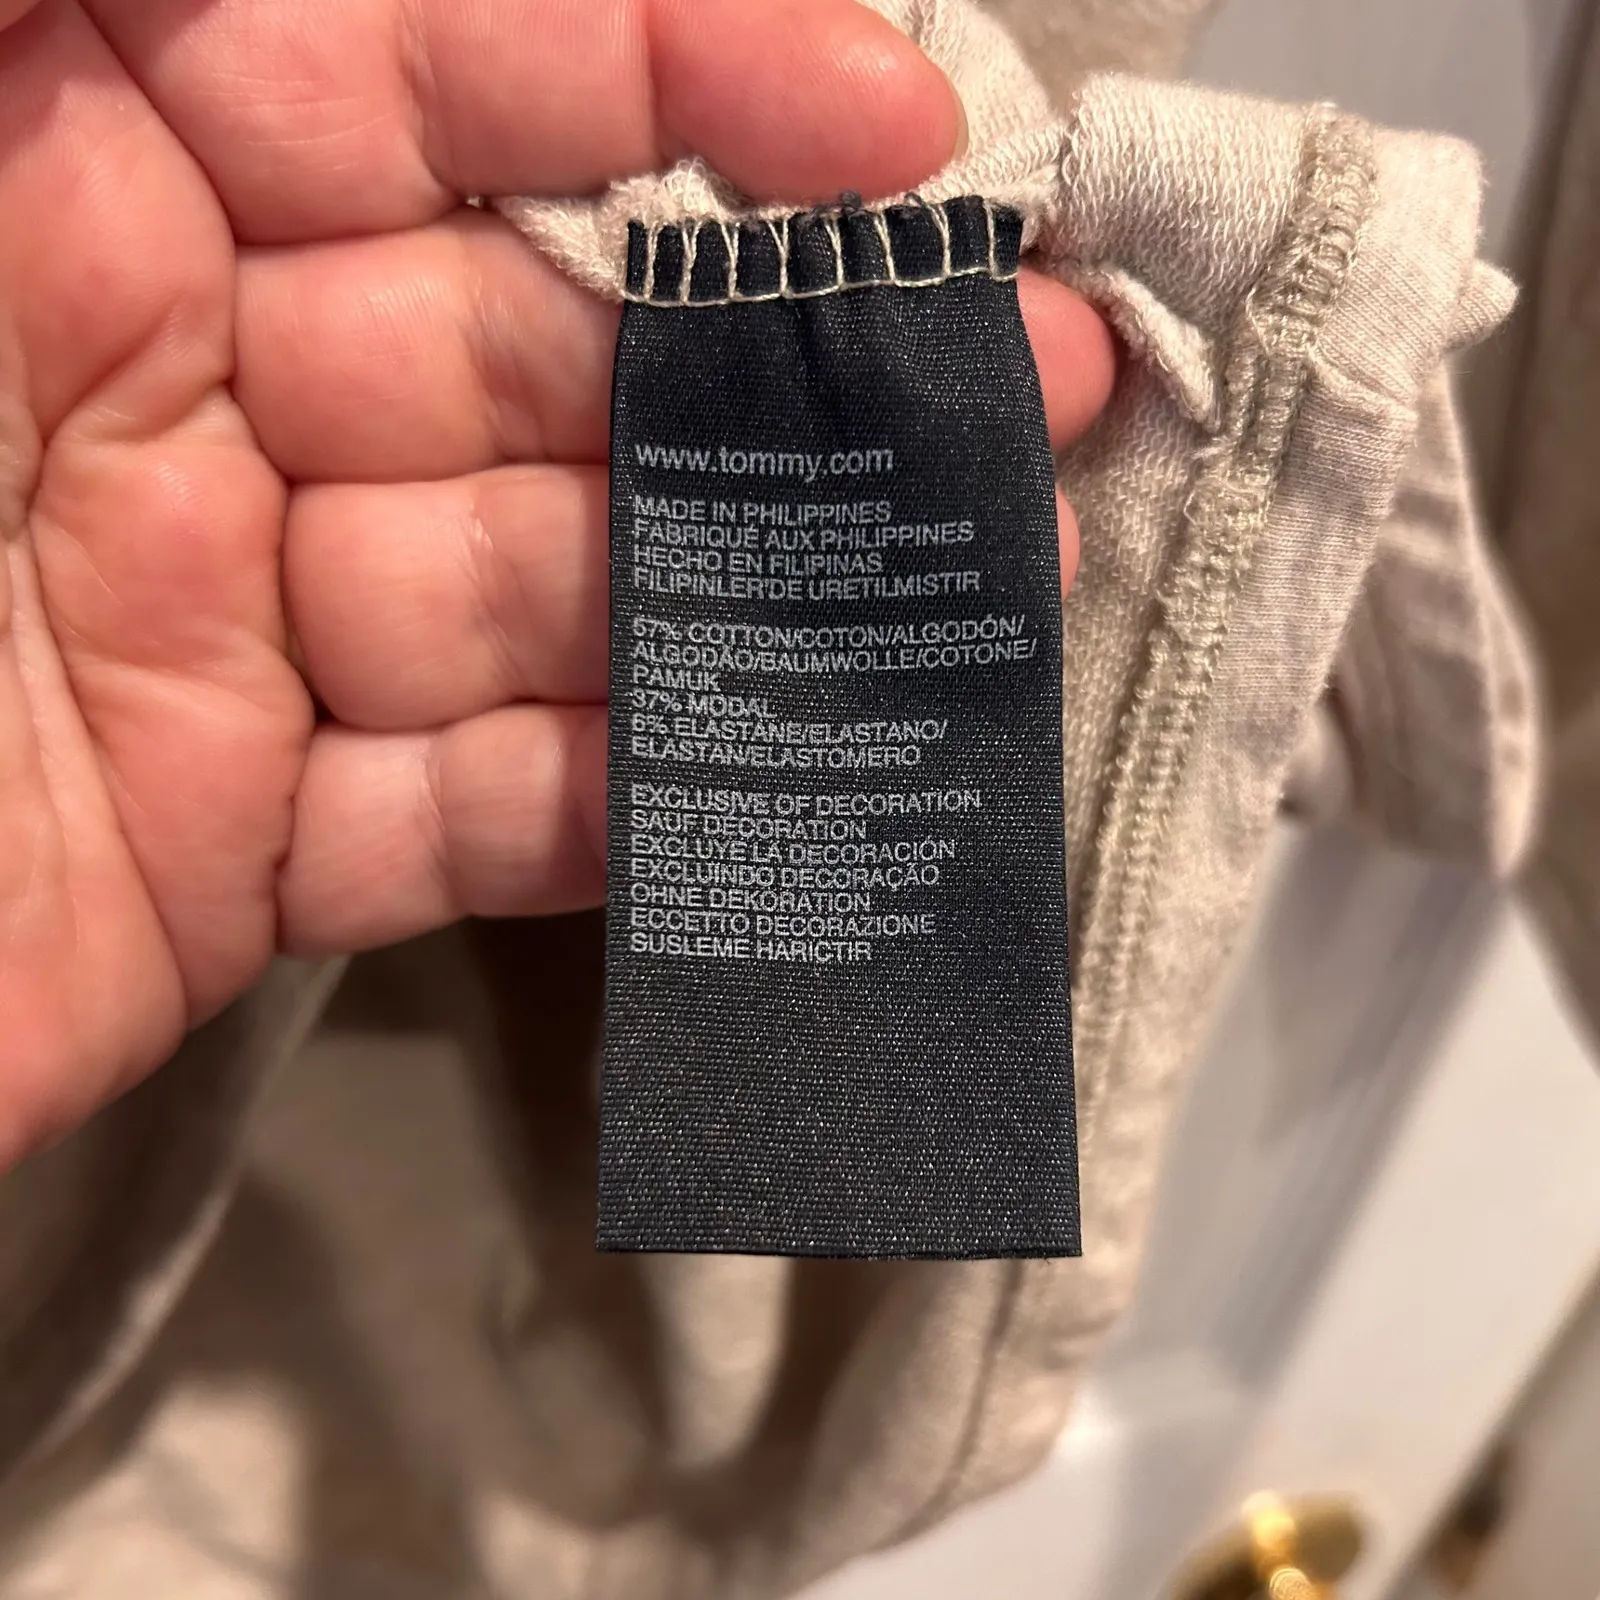 www.tommy.com
MADE IN PHILIPPINES
FABRIQUÉ AUX PHILIPPINES
HECHO EN FILIPINAS
FILIPINLER'DE URETILMISTIR
57% COTTON/COTON/ALGODÓN/
ALGODÃO/BAUMWOLLE/COTONE/
PAMUK
37% MODAL
6% ELASTANE/ELASTANO/
ELASTAN/ELASTOMERO
EXCLUSIVE OF DECORATION
SAUF DÉCORATION
EXCLUYE LA DECORACIÓN
EXCLUINDO DECORAÇÃO
OHNE DEKORATION
ECCETTO DECORAZIONE
SUSLEME HARICTIR